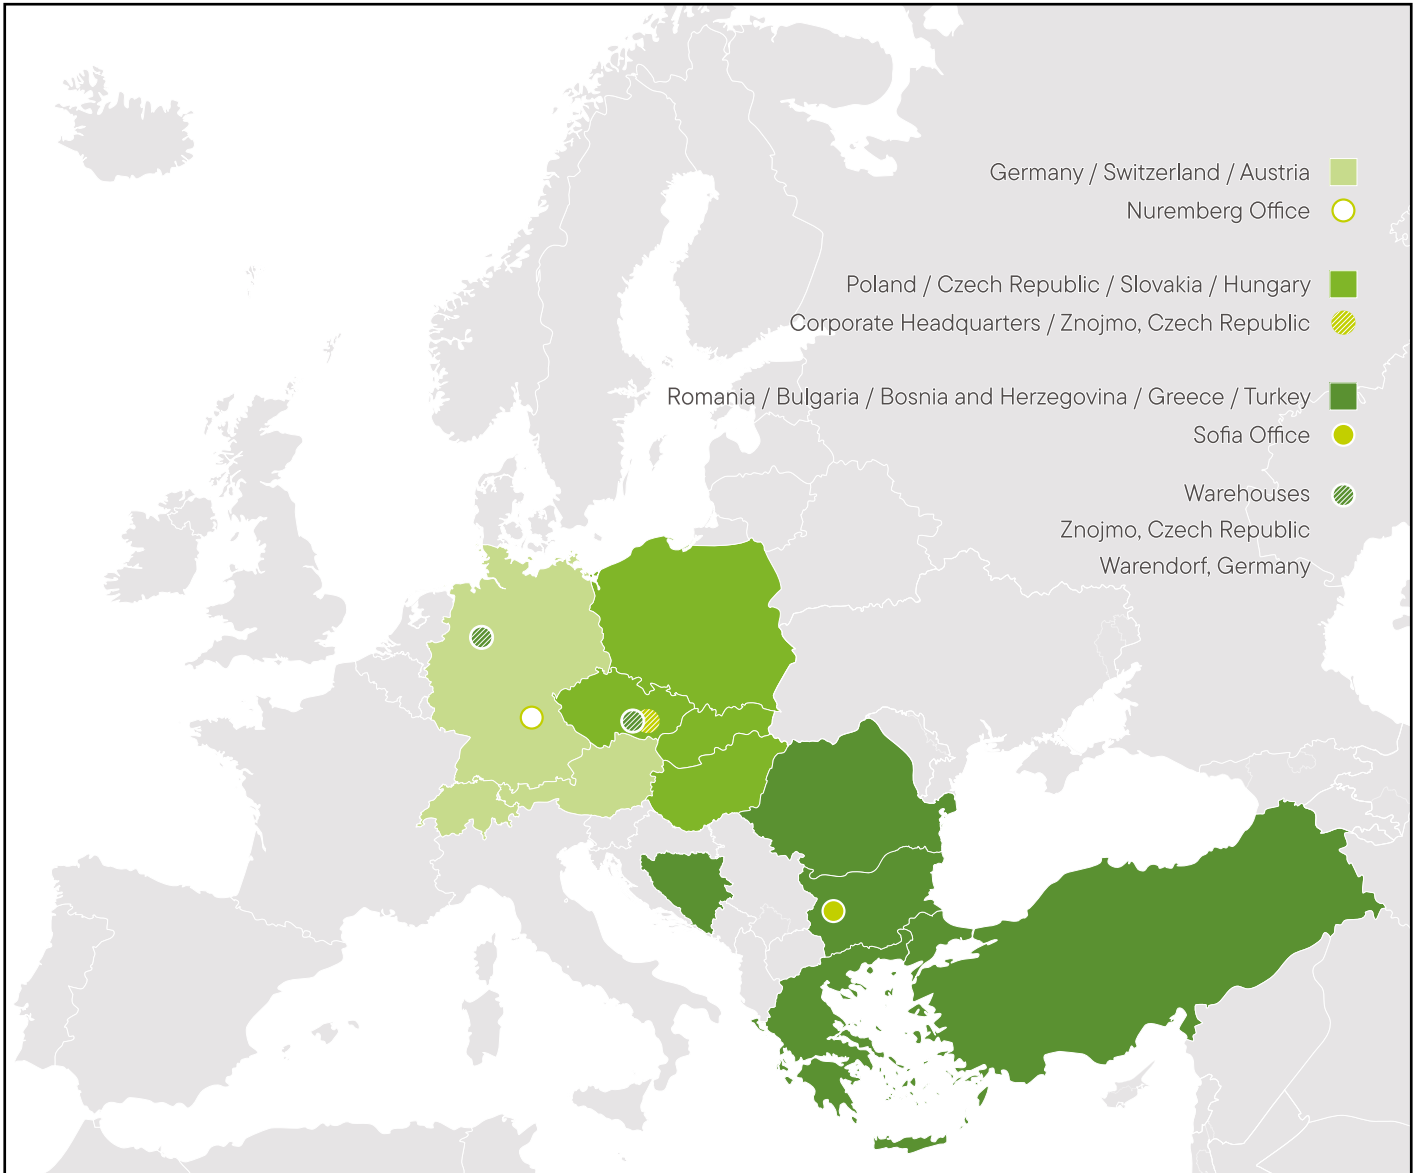 Germany / Switzerland / Austria
Nuremberg Office
Poland / Czech Republic / Slovakia / Hungary
Corporate Headquarters / Znojmo, Czech Republic
Romania / Bulgaria / Bosnia and Herzegovina / Greece / Turkey
Sofia Office
Warehouses
Znojmo, Czech Republic
Warendorf, Germany